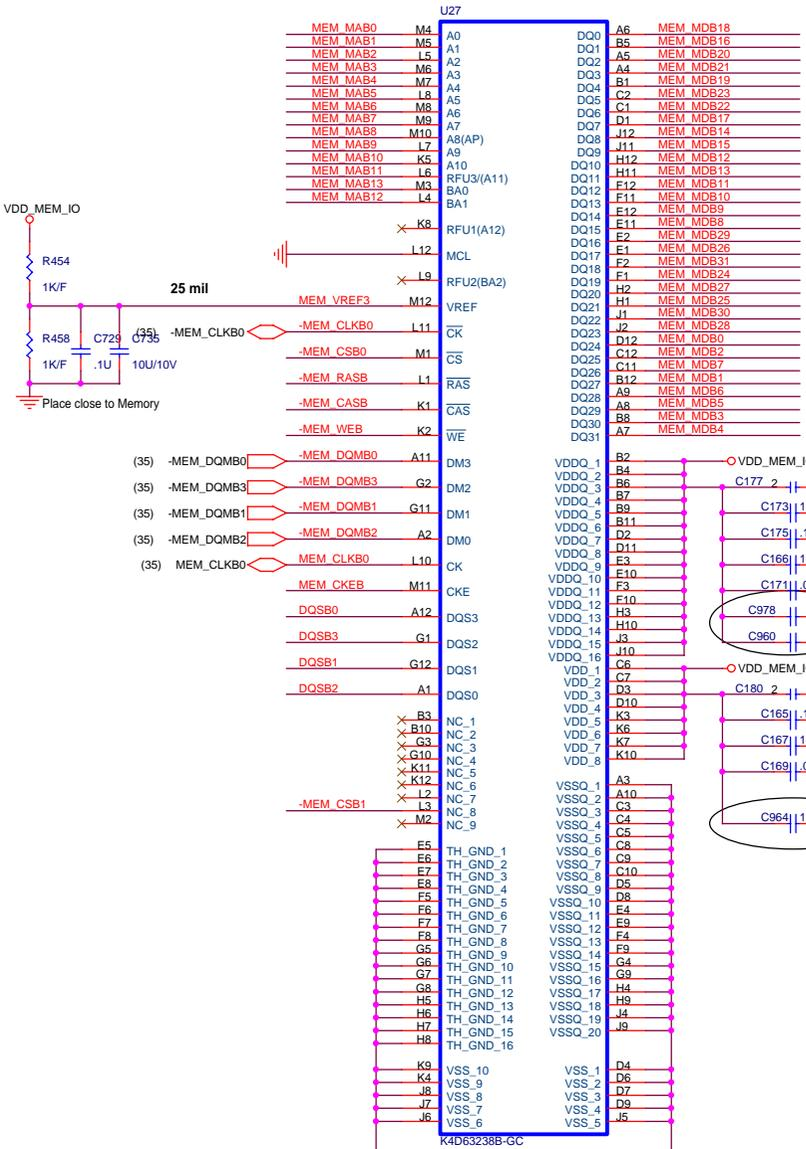 U27
MEM_MAB0 M4 A0
MEM_MAB1 M5 A1
MEM_MAB2 L5 A2
MEM_MAB3 M6 A3
MEM_MAB4 M7 A4
MEM_MAB5 L8 A5
MEM_MAB6 M8 A6
MEM_MAB7 M9 A7
MEM_MAB8 M10 A8(AP)
MEM_MAB9 L7 A9
MEM_MAB10 K5 A10
MEM_MAB11 L6 RFU3/(A11)
MEM_MAB13 M3 BA0
MEM_MAB12 L4 BA1
K8 RFU1(A12)
L12 MCL
L9 RFU2(BA2)
VDD_MEM_IO
R454
1K/F
25 mil
MEM_VREF3 M12 VREF
R458
1K/F
C729
.1U
C735
10U/10V
Place close to Memory
(35) -MEM_CLKB0 -MEM_CLKB0 L11 CK
-MEM_CSB0 M1 CS
-MEM_RASB L1 RAS
-MEM_CASB K1 CAS
-MEM_WEB K2 WE
(35) -MEM_DQMB0 -MEM_DQMB0 A11 DM3
(35) -MEM_DQMB3 -MEM_DQMB3 G2 DM2
(35) -MEM_DQMB1 -MEM_DQMB1 G11 DM1
(35) -MEM_DQMB2 -MEM_DQMB2 A2 DM0
(35) MEM_CLKB0 MEM_CLKB0 L10 CK
MEM_CKEB M11 CKE
DQSB0 A12 DQS3
DQSB3 G1 DQS2
DQSB1 G12 DQS1
DQSB2 A1 DQS0
B3 NC_1
B10 NC_2
G3 NC_3
G10 NC_4
K11 NC_5
K12 NC_6
L2 NC_7
-MEM_CSB1 L3 NC_8
M2 NC_9
E5 TH_GND_1
E6 TH_GND_2
E7 TH_GND_3
E8 TH_GND_4
F5 TH_GND_5
F6 TH_GND_6
F7 TH_GND_7
F8 TH_GND_8
G5 TH_GND_9
G6 TH_GND_10
G7 TH_GND_11
G8 TH_GND_12
H5 TH_GND_13
H6 TH_GND_14
H7 TH_GND_15
H8 TH_GND_16
K9 VSS_10
K4 VSS_9
J8 VSS_8
J7 VSS_7
J6 VSS_6
DQ0 A6 MEM_MDB18
DQ1 B5 MEM_MDB16
DQ2 A5 MEM_MDB20
DQ3 A4 MEM_MDB21
DQ4 B1 MEM_MDB19
DQ5 C2 MEM_MDB23
DQ6 C1 MEM_MDB22
DQ7 D1 MEM_MDB17
DQ8 J12 MEM_MDB14
DQ9 J11 MEM_MDB15
DQ10 H12 MEM_MDB12
DQ11 H11 MEM_MDB13
DQ12 F12 MEM_MDB11
DQ13 F11 MEM_MDB10
DQ14 E12 MEM_MDB9
DQ15 E11 MEM_MDB8
DQ16 E2 MEM_MDB29
DQ17 E1 MEM_MDB26
DQ18 F2 MEM_MDB31
DQ19 F1 MEM_MDB24
DQ20 H2 MEM_MDB27
DQ21 H1 MEM_MDB25
DQ22 J1 MEM_MDB30
DQ23 J2 MEM_MDB28
DQ24 D12 MEM_MDB0
DQ25 C12 MEM_MDB2
DQ26 C11 MEM_MDB7
DQ27 B12 MEM_MDB1
DQ28 A9 MEM_MDB6
DQ29 A8 MEM_MDB5
DQ30 B8 MEM_MDB3
DQ31 A7 MEM_MDB4
VDDQ_1 B2
VDDQ_2 B4
VDDQ_3 B6
VDDQ_4 B7
VDDQ_5 B9
VDDQ_6 B11
VDDQ_7 D2
VDDQ_8 D11
VDDQ_9 E3
VDDQ_10 E10
VDDQ_11 F3
VDDQ_12 F10
VDDQ_13 H3
VDDQ_14 H10
VDDQ_15 J3
VDDQ_16 J10
VDD_1 C6
VDD_2 C7
VDD_3 D3
VDD_4 D10
VDD_5 K3
VDD_6 K6
VDD_7 K7
VDD_8 K10
VSSQ_1 A3
VSSQ_2 A10
VSSQ_3 C3
VSSQ_4 C4
VSSQ_5 C5
VSSQ_6 C8
VSSQ_7 C9
VSSQ_8 C10
VSSQ_9 D5
VSSQ_10 D8
VSSQ_11 E4
VSSQ_12 E9
VSSQ_13 F4
VSSQ_14 F9
VSSQ_15 G4
VSSQ_16 G9
VSSQ_17 H4
VSSQ_18 H9
VSSQ_19 J4
VSSQ_20 J9
VSS_1 D4
VSS_2 D6
VSS_3 D7
VSS_4 D9
VSS_5 J5
K4D63238B-GC
VDD_MEM_I
C177 2
C173 1
C175 .
C166 1
C171 .0
C978
C960
VDD_MEM_I
C180 2
C165 .
C167 1
C169 .0
C964 1